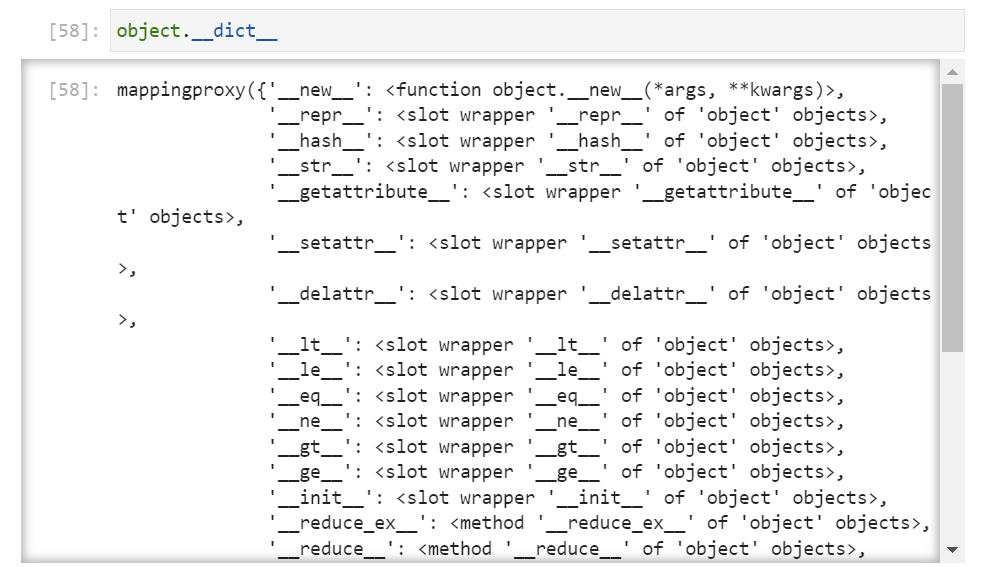 [58]: object.__dict__
[58]: mappingproxy({'__new__': <function object.__new__(*args, **kwargs)>,
'__repr__': <slot wrapper '__repr__' of 'object' objects>,
'__hash__': <slot wrapper '__hash__' of 'object' objects>,
'__str__': <slot wrapper '__str__' of 'object' objects>,
'__getattribute__': <slot wrapper '__getattribute__' of 'objec
t' objects>,
'__setattr__': <slot wrapper '__setattr__' of 'object' objects
>,
'__delattr__': <slot wrapper '__delattr__' of 'object' objects
>,
'__lt__': <slot wrapper '__lt__' of 'object' objects>,
'__le__': <slot wrapper '__le__' of 'object' objects>,
'__eq__': <slot wrapper '__eq__' of 'object' objects>,
'__ne__': <slot wrapper '__ne__' of 'object' objects>,
'__gt__': <slot wrapper '__gt__' of 'object' objects>,
'__ge__': <slot wrapper '__ge__' of 'object' objects>,
'__init__': <slot wrapper '__init__' of 'object' objects>,
'__reduce_ex__': <method '__reduce_ex__' of 'object' objects>,
'__reduce__': <method '__reduce__' of 'object' objects>,